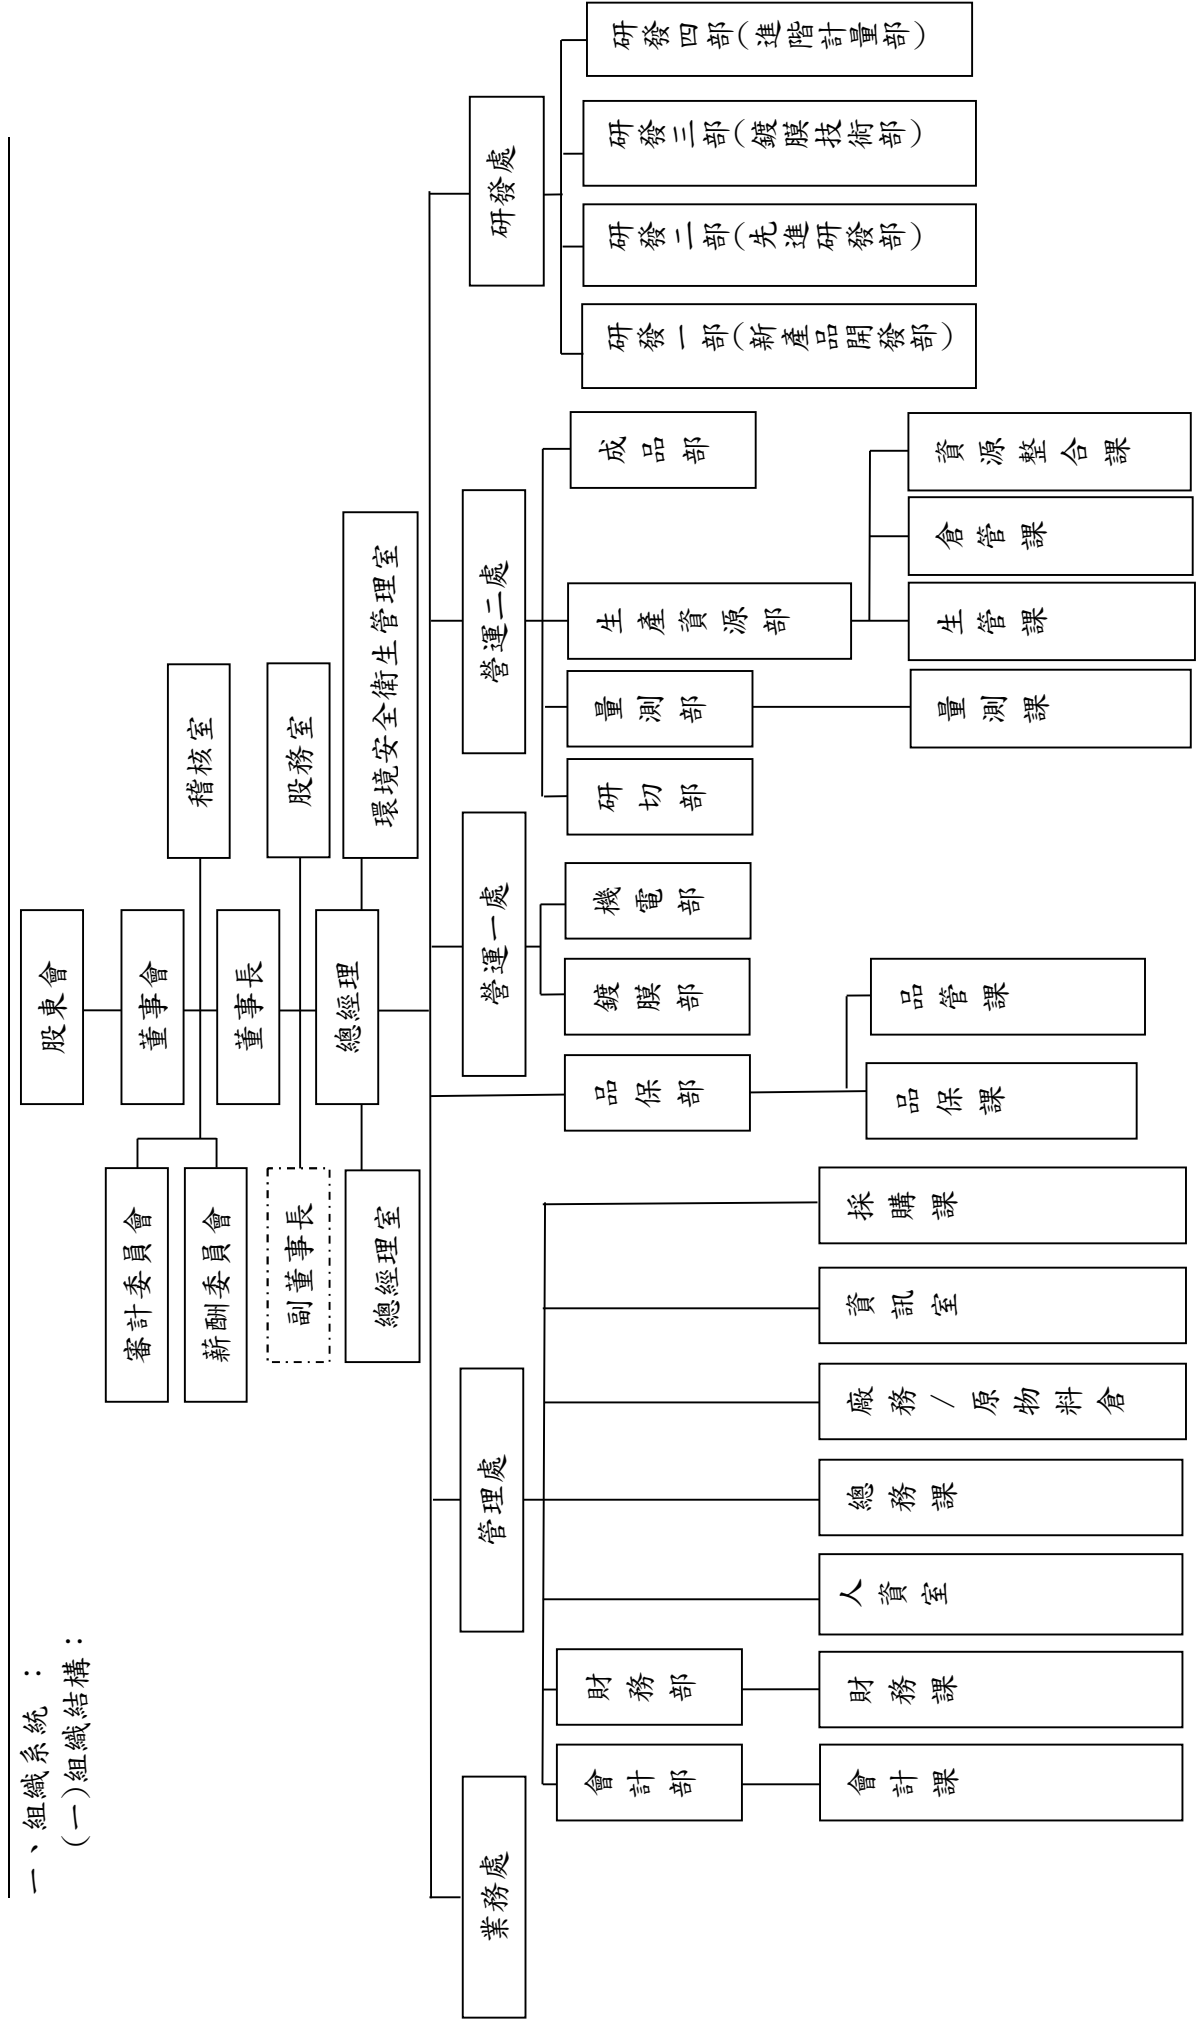 一、組織系統 ：
(一)組織結構：
股東會
董事會
稽核室
審計委員會
薪酬委員會
董事長
股務室
副董事長
總經理
環境安全衛生管理室
總經理室
業務處
管理處
營運一處
營運二處
研發處
會計部
財務部
品保部
鍍膜部
機電部
研切部
量測部
生產資源部
成品部
研發一部(新產品開發部)
研發二部(先進研發部)
研發三部(鍍膜技術部)
研發四部(進階計量部)
會計課
財務課
人資室
總務課
廠務/原物料倉
資訊室
採購課
品保課
品管課
量測課
生管課
倉管課
資源整合課